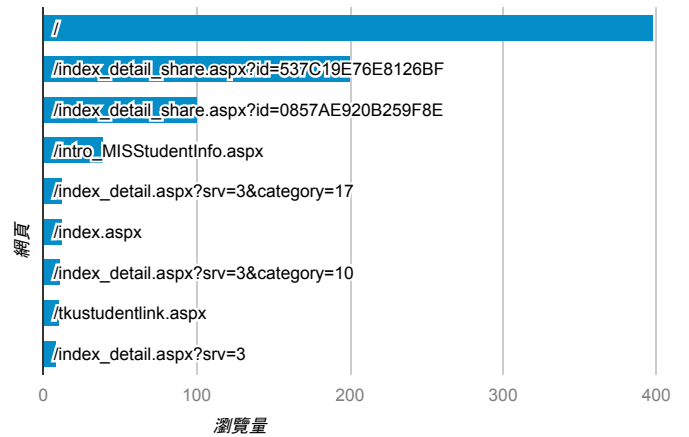 /
/index_detail_share.aspx?id=537C19E76E8126BF
/index_detail_share.aspx?id=0857AE920B259F8E
/intro_MISStudentInfo.aspx
/index_detail.aspx?srv=3&category=17
/index.aspx
/index_detail.aspx?srv=3&category=10
/tkustudentlink.aspx
/index_detail.aspx?srv=3
網頁
0 100 200 300 400
瀏覽量